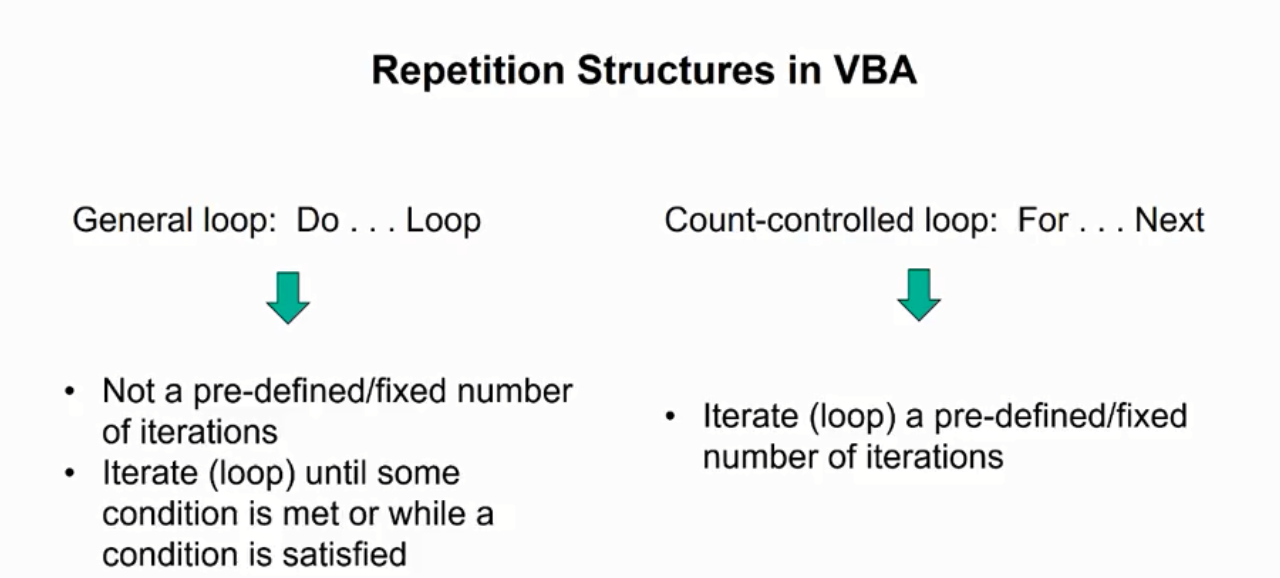 Repetition Structures in VBA
General loop: Do . . . Loop
• Not a pre-defined/fixed number
of iterations
• Iterate (loop) until some
condition is met or while a
condition is satisfied
Count-controlled loop: For . . . Next
• Iterate (loop) a pre-defined/fixed
number of iterations